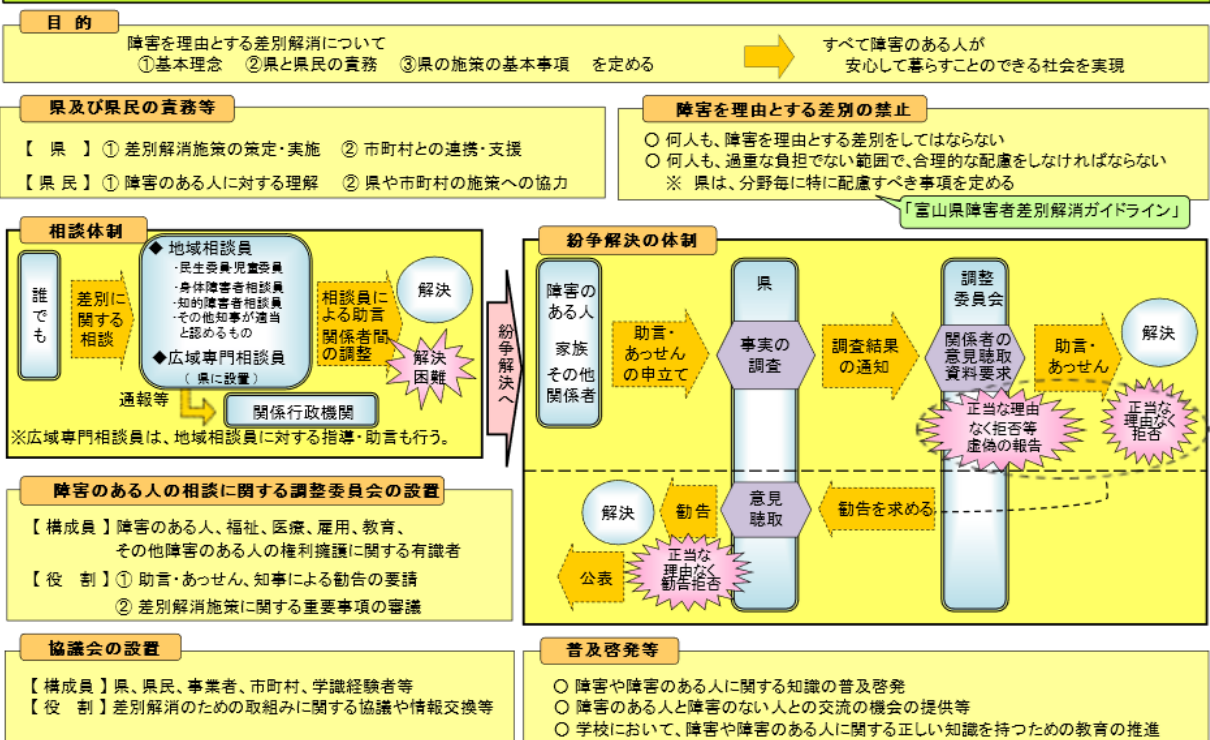 目 的
障害を理由とする差別解消について
①基本理念 ②県と県民の責務 ③県の施策の基本事項 を定める
すべて障害のある人が
安心して暮らすことのできる社会を実現
県及び県民の責務等
【 県 】① 差別解消施策の策定・実施 ② 市町村との連携・支援
【県民】① 障害のある人に対する理解 ② 県や市町村の施策への協力
障害を理由とする差別の禁止
○ 何人も、障害を理由とする差別をしてはならない
○ 何人も、過重な負担でない範囲で、合理的な配慮をしなければならない
※ 県は、分野毎に特に配慮すべき事項を定める
「富山県障害者差別解消ガイドライン」
相談体制
誰でも
差別に
関する
相談
◆ 地域相談員
・民生委員・児童委員
・身体障害者相談員
・知的障害者相談員
・その他知事が適当
と認めるもの
◆広域専門相談員
( 県に設置 )
相談員に
よる助言
関係者間
の調整
解決
解決
困難
通報等
関係行政機関
※広域専門相談員は、地域相談員に対する指導・助言も行う。
紛争解決へ
紛争解決の体制
障害の
ある人
家族
その他
関係者
助言・
あっせん
の申立て
県
事実の
調査
調査結果
の通知
調整
委員会
関係者の
意見聴取
資料要求
助言・
あっせん
解決
正当な理由
なく拒否等
虚偽の報告
正当な
理由なく
拒否
勧告を求める
意見
聴取
勧告
解決
正当な
理由なく
勧告拒否
公表
障害のある人の相談に関する調整委員会の設置
【構成員】障害のある人、福祉、医療、雇用、教育、
その他障害のある人の権利擁護に関する有識者
【役 割】① 助言・あっせん、知事による勧告の要請
② 差別解消施策に関する重要事項の審議
協議会の設置
【構成員】県、県民、事業者、市町村、学識経験者等
【役 割】差別解消のための取組みに関する協議や情報交換等
普及啓発等
○ 障害や障害のある人に関する知識の普及啓発
○ 障害のある人と障害のない人との交流の機会の提供等
○ 学校において、障害や障害のある人に関する正しい知識を持つための教育の推進